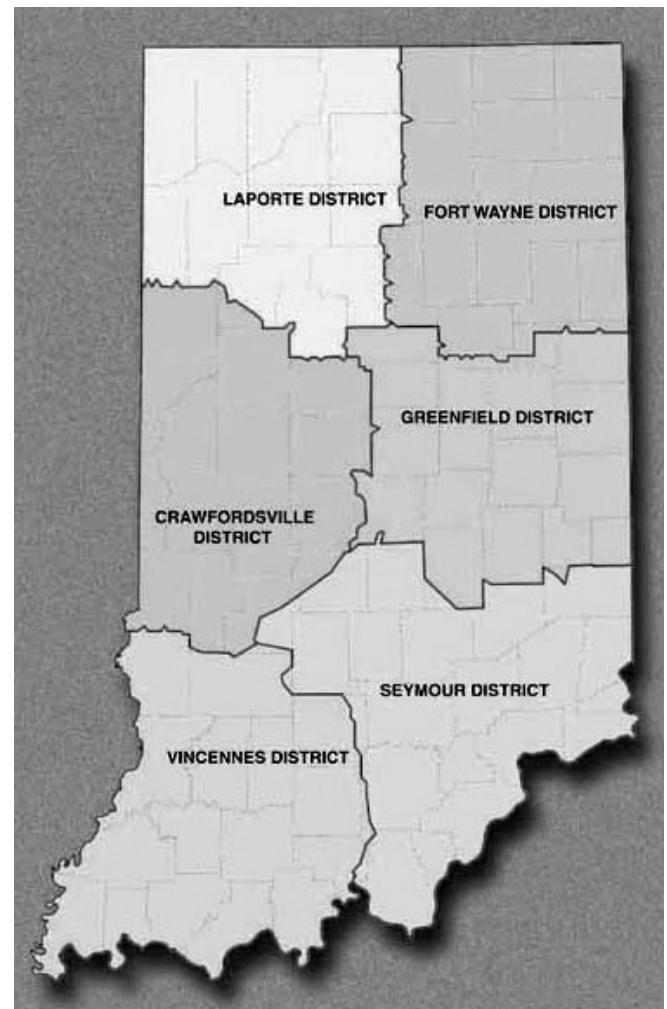 LAPORTE DISTRICT
FORT WAYNE DISTRICT
GREENFIELD DISTRICT
CRAWFORDSVILLE
DISTRICT
SEYMOUR DISTRICT
VINCENNES DISTRICT